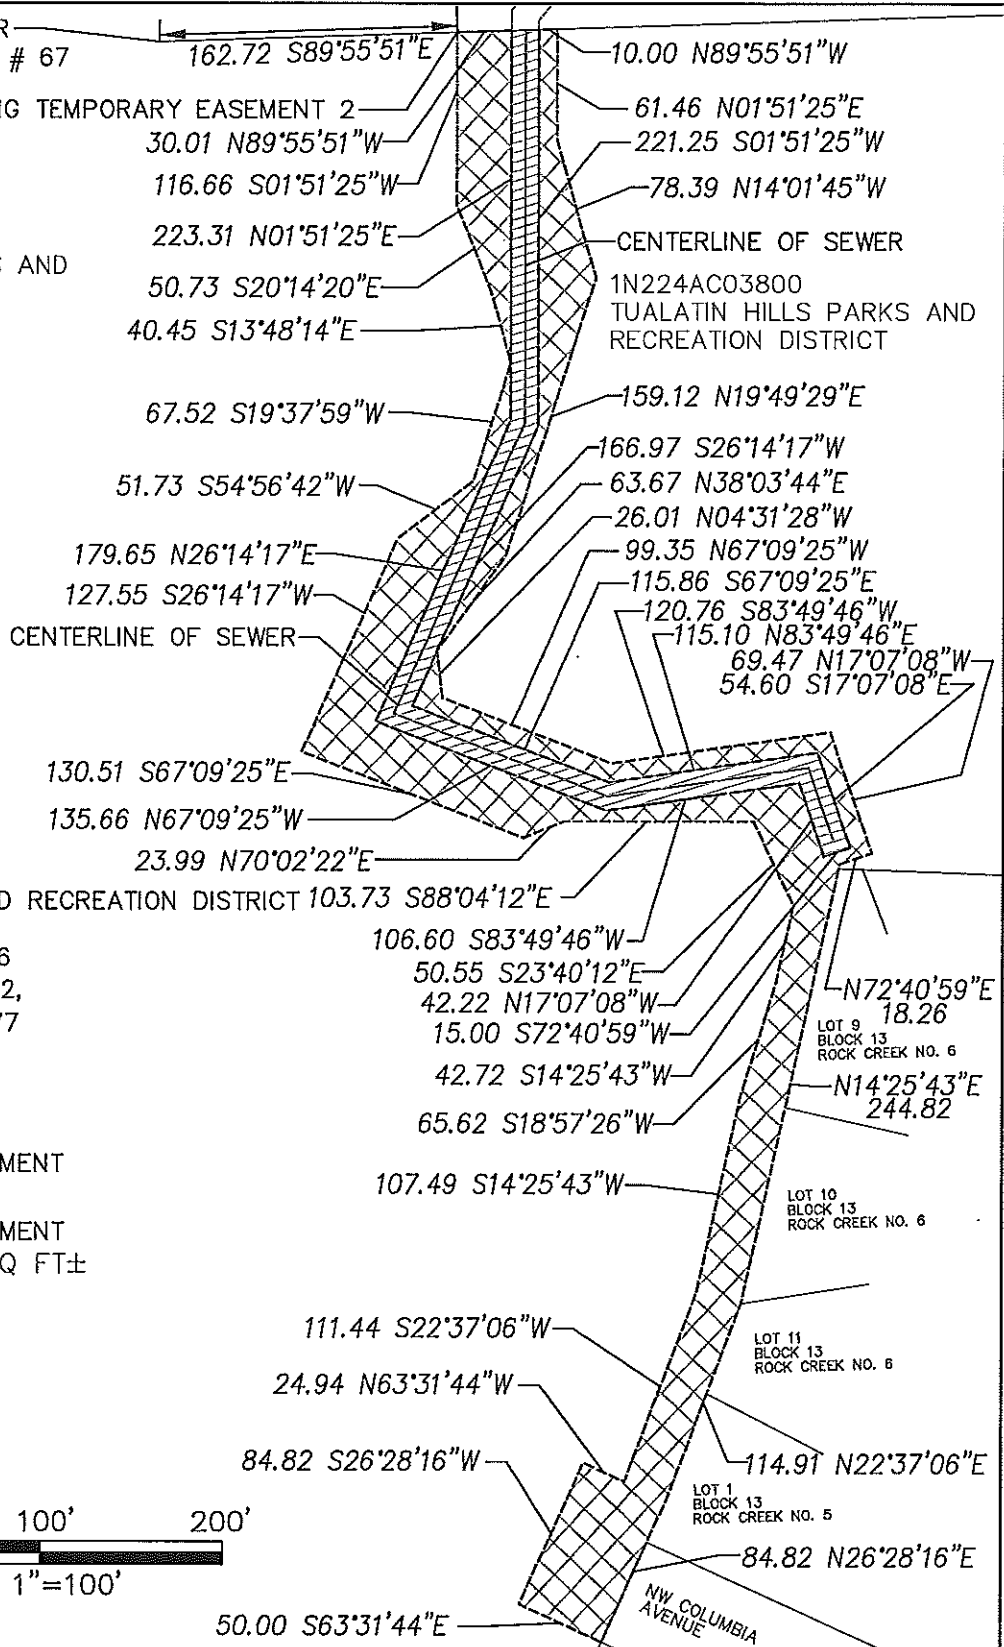 R
# 67
162.72 S89°55'51"E
10.00 N89°55'51"W
G TEMPORARY EASEMENT 2
61.46 N01°51'25"E
30.01 N89°55'51"W
221.25 S01°51'25"W
116.66 S01°51'25"W
78.39 N14°01'45"W
223.31 N01°51'25"E
CENTERLINE OF SEWER
AND
50.73 S20°14'20"E
1N224AC03800
TUALATIN HILLS PARKS AND
RECREATION DISTRICT
40.45 S13°48'14"E
159.12 N19°49'29"E
67.52 S19°37'59"W
166.97 S26°14'17"W
51.73 S54°56'42"W
63.67 N38°03'44"E
26.01 N04°31'28"W
179.65 N26°14'17"E
99.35 N67°09'25"W
115.86 S67°09'25"E
127.55 S26°14'17"W
120.76 S83°49'46"W
CENTERLINE OF SEWER
115.10 N83°49'46"E
69.47 N17°07'08"W
54.60 S17°07'08"E
130.51 S67°09'25"E
135.66 N67°09'25"W
23.99 N70°02'22"E
D RECREATION DISTRICT
103.73 S88°04'12"E
106.60 S83°49'46"W
6
2,
50.55 S23°40'12"E
42.22 N17°07'08"W
N72°40'59"E
18.26
77
15.00 S72°40'59"W
LOT 9
BLOCK 13
ROCK CREEK NO. 6
42.72 S14°25'43"W
N14°25'43"E
244.82
65.62 S18°57'26"W
MENT
107.49 S14°25'43"W
LOT 10
BLOCK 13
ROCK CREEK NO. 6
MENT
Q FT±
111.44 S22°37'06"W
LOT 11
BLOCK 13
ROCK CREEK NO. 6
24.94 N63°31'44"W
84.82 S26°28'16"W
114.91 N22°37'06"E
LOT 1
BLOCK 13
ROCK CREEK NO. 5
100' 200'
1"=100'
84.82 N26°28'16"E
NW COLUMBIA
AVENUE
50.00 S63°31'44"E